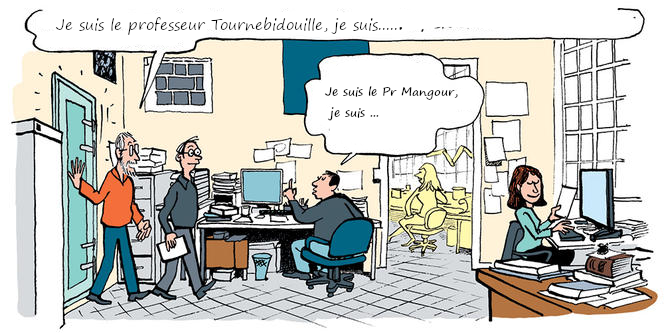 Je suis le professeur Tournebidouille, je suis......
Je suis le Pr Mangour,
je suis ...